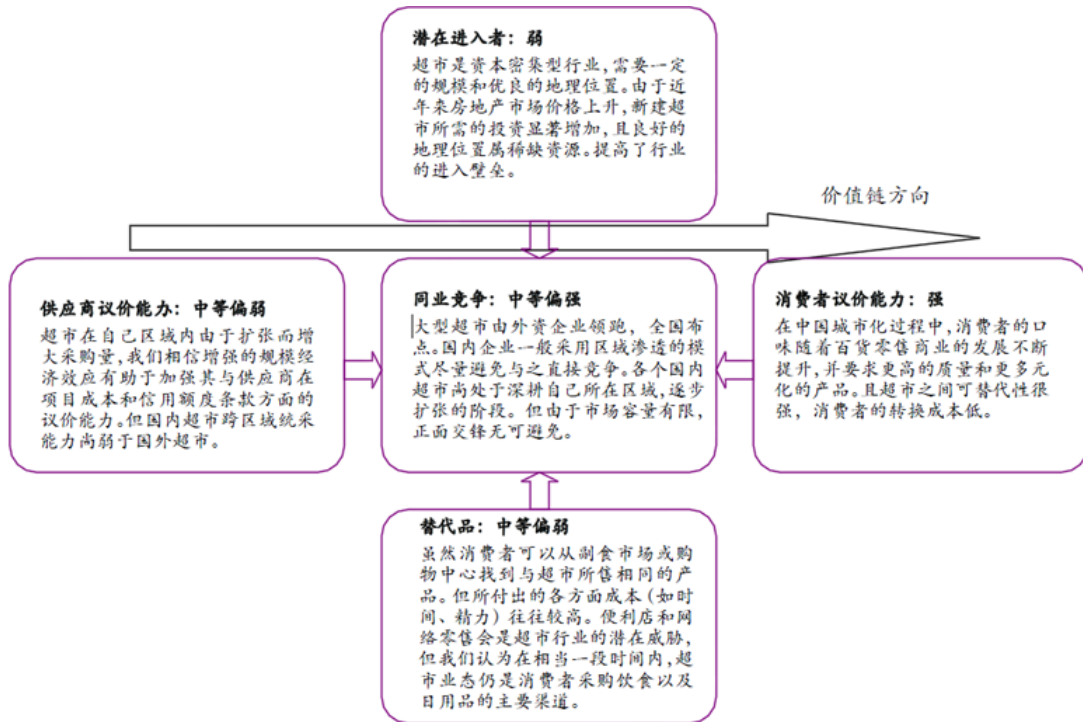 潜在进入者：弱
超市是资本密集型行业，需要一定
的规模和优良的地理位置。由于近
年来房地产市场价格上升，新建超
市所需的投资显著增加，且良好的
地理位置属稀缺资源。提高了行业
的进入壁垒。
价值链方向
供应商议价能力：中等偏弱
超市在自己区域内由于扩张而增
大采购量，我们相信增强的规模经
济效应有助于加强其与供应商在
项目成本和信用额度条款方面的
议价能力。但国内超市跨区域统采
能力尚弱于国外超市。
同业竞争：中等偏强
大型超市由外资企业领跑，全国布
点。国内企业一般采用区域渗透的模
式尽量避免与之直接竞争。各个国内
超市尚处于深耕自己所在区域，逐步
扩张的阶段。但由于市场容量有限，
正面交锋无可避免。
消费者议价能力：强
在中国城市化过程中，消费者的口
味随着百货零售商业的发展不断
提升，并要求更高的质量和更多元
化的产品。且超市之间可替代性很
强，消费者的转换成本低。
替代品：中等偏弱
虽然消费者可以从副食市场或购
物中心找到与超市所售相同的产
品。但所付出的各方面成本（如时
间、精力）往往较高。便利店和网
络零售会是超市行业的潜在威胁，
但我们认为在相当一段时间内，超
市业态仍是消费者采购饮食以及
日用品的主要渠道。